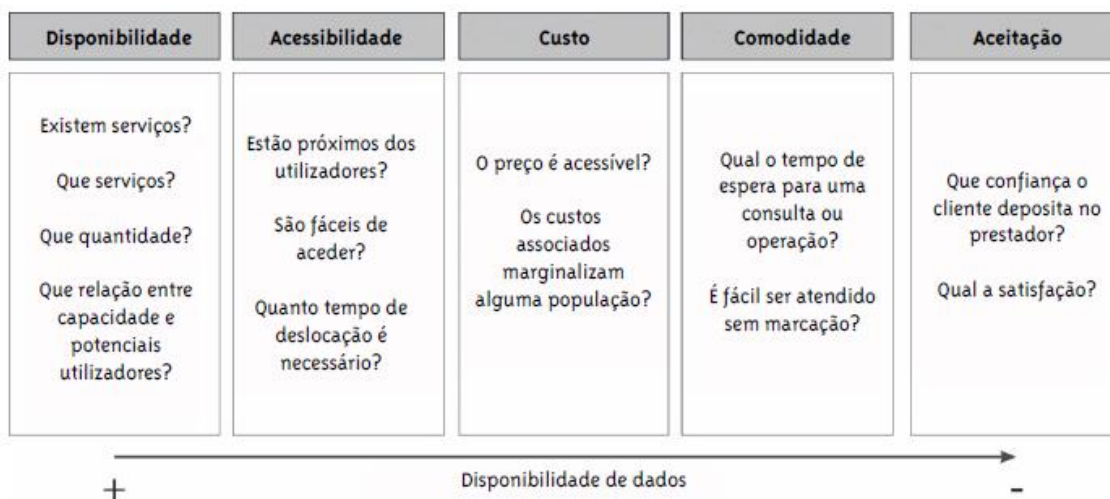 Disponibilidade
Existem serviços?
Que serviços?
Que quantidade?
Que relação entre
capacidade e
potenciais
utilizadores?
Acessibilidade
Estão próximos dos
utilizadores?
São fáceis de
aceder?
Quanto tempo de
deslocação é
necessário?
Custo
O preço é acessível?
Os custos
associados
marginalizam
alguma população?
Comodidade
Qual o tempo de
espera para uma
consulta ou
operação?
É fácil ser atendido
sem marcação?
Aceitação
Que confiança o
cliente deposita no
prestador?
Qual a satisfação?
+
Disponibilidade de dados
-